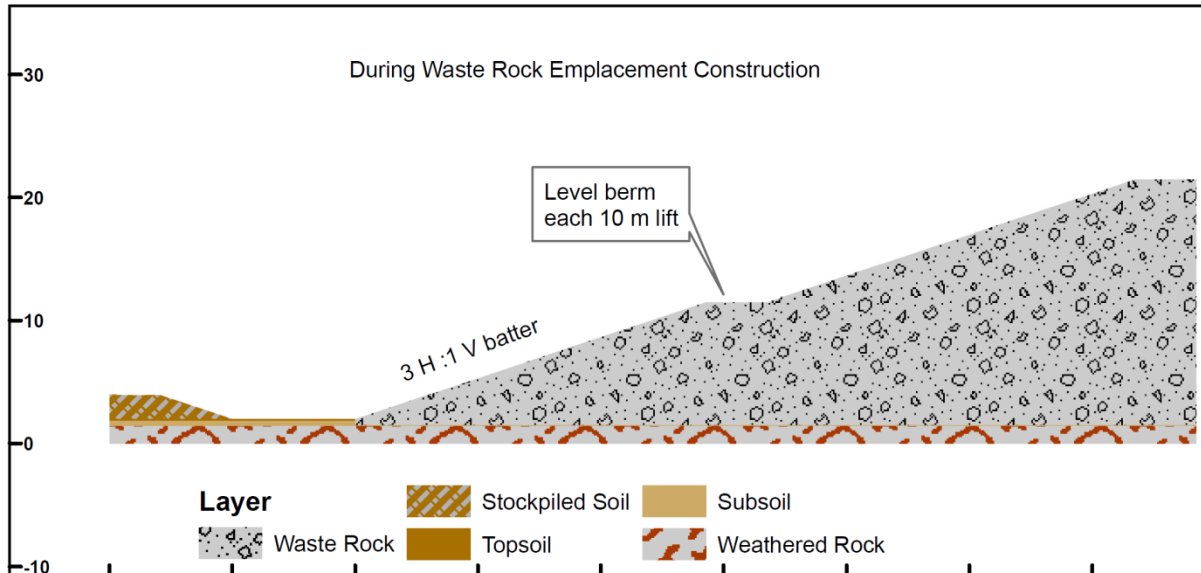 During Waste Rock Emplacement Construction
30
20
10
0
-10
Level berm
each 10 m lift
3 H :1 V batter
Layer
Waste Rock
Stockpiled Soil
Topsoil
Subsoil
Weathered Rock